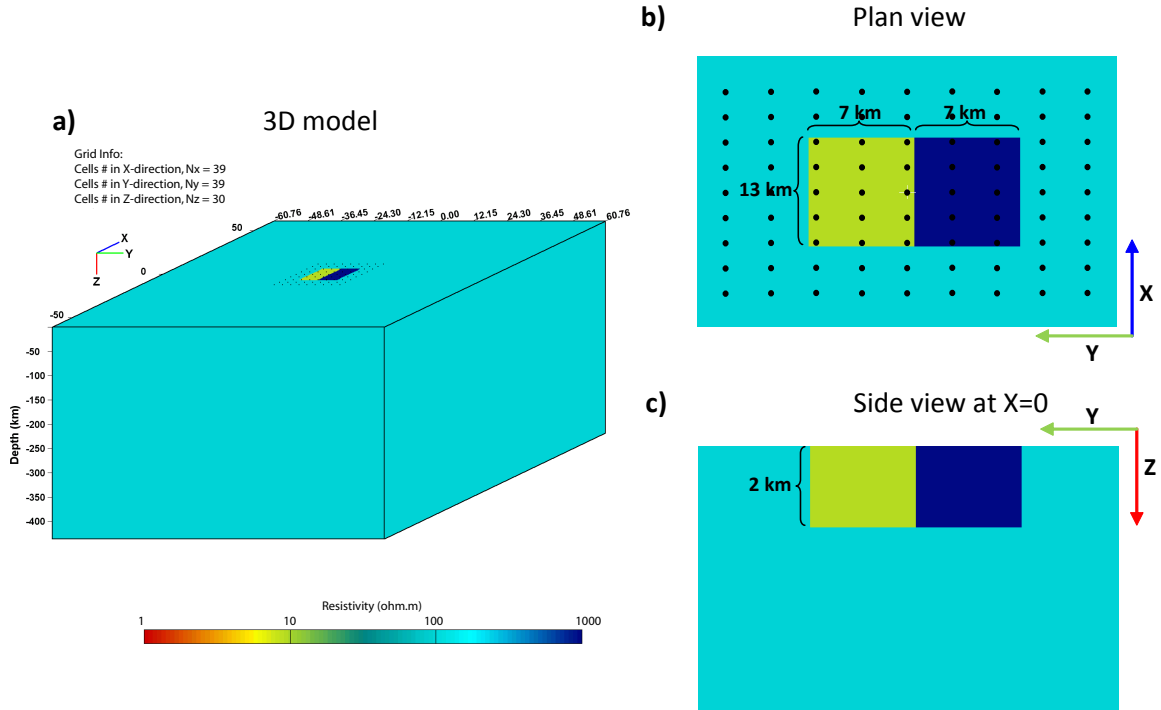 a)
3D model
Grid Info:
Cells # in X-direction, Nx = 39
Cells # in Y-direction, Ny = 39
Cells # in Z-direction, Nz = 30
-60.76 -48.61 -36.45 -24.30 -12.15 0.00 12.15 24.30 36.45 48.61 60.76
50
0
-50
X
Y
Z
Depth (km)
-50
-100
-150
-200
-250
-300
-350
-400
Resistivity (ohm.m)
1 10 100 1000
b)
Plan view
7 km 7 km
13 km
X
Y
c)
Side view at X=0
Y
Z
2 km